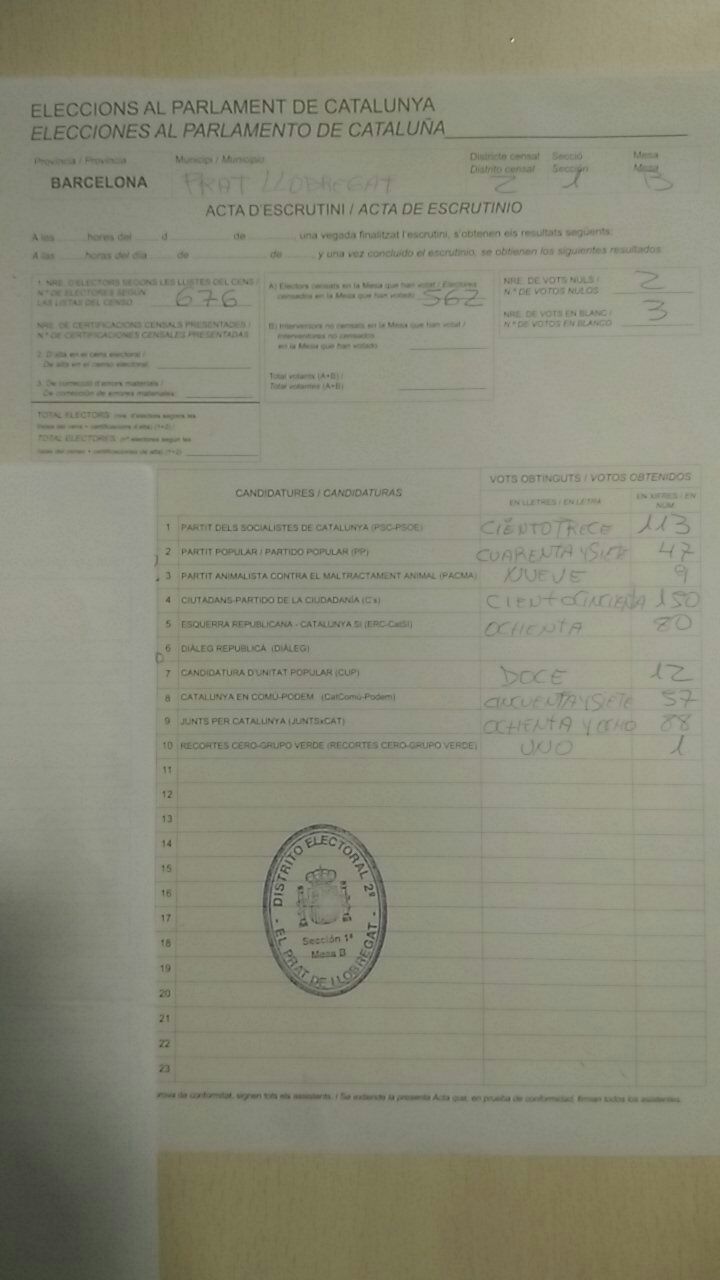 ELECCIONS AL PARLAMENT DE CATALUNYA
ELECCIONES AL PARLAMENTO DE CATALUÑA
Província / Provincia Municipi / Municipio Districte censal Secció Mesa
Distrito censal Sección Mesa
BARCELONA PRAT LLOBREGAT 2 1 B
ACTA D'ESCRUTINI / ACTA DE ESCRUTINIO
A les hores del d de , una vegada finalitzat l'escrutini, s'obtenen els resultats següents:
A las horas del día de de , y una vez concluido el escrutinio, se obtienen los siguientes resultados:
1. NRE. D'ELECTORS SEGONS LES LLISTES DEL CENS /
N.º DE ELECTORES SEGÚN
LAS LISTAS DEL CENSO 676
A) Electors censats en la Mesa que han votat / Electores
censados en la Mesa que han votado 562
NRE. DE VOTS NULS /
N.º DE VOTOS NULOS 2
NRE. DE VOTS EN BLANC /
N.º DE VOTOS EN BLANCO 3
NRE. DE CERTIFICACIONS CENSALS PRESENTADES /
N.º DE CERTIFICACIONES CENSALES PRESENTADAS
B) Interventors no censats en la Mesa que han votat /
Interventores no censados
en la Mesa que han votado
2. D'alta en el cens electoral /
De alta en el censo electoral
3. De correcció d'errors materials /
De corrección de errores materiales
Total votants (A+B) /
Total votantes (A+B)
TOTAL ELECTORS (nre. d'electors segons les
llistes del cens + certificacions d'alta) (1+2) /
TOTAL ELECTORES (nº electores según las
listas del censo + certificaciones de alta) (1+2)
CANDIDATURES / CANDIDATURAS VOTS OBTINGUTS / VOTOS OBTENIDOS
EN LLETRES / EN LETRA EN XIFRES / EN NÚM.
1 PARTIT DELS SOCIALISTES DE CATALUNYA (PSC-PSOE) CIENTOTRECE 113
2 PARTIT POPULAR / PARTIDO POPULAR (PP) CUARENTA Y SIETE 47
3 PARTIT ANIMALISTA CONTRA EL MALTRACTAMENT ANIMAL (PACMA) NUEVE 9
4 CIUTADANS-PARTIDO DE LA CIUDADANÍA (C's) CIENTOCINCUENTA 150
5 ESQUERRA REPUBLICANA - CATALUNYA SÍ (ERC-CatSÍ) OCHENTA 80
6 DIÀLEG REPUBLICÀ (DIÀLEG)
7 CANDIDATURA D'UNITAT POPULAR (CUP) DOCE 12
8 CATALUNYA EN COMÚ-PODEM (CatComú-Podem) CINCUENTA Y SIETE 57
9 JUNTS PER CATALUNYA (JUNTSxCAT) OCHENTA Y OCHO 88
10 RECORTES CERO-GRUPO VERDE (RECORTES CERO-GRUPO VERDE) UNO 1
11
12
13
14
15
16
17
18
19
20
21
22
23
DISTRITO ELECTORAL 2º
Sección 1ª
Mesa B
- EL PRAT DE LLOBREGAT -
prova de conformitat, signen tots els assistents. / Se extiende la presente Acta que, en prueba de conformidad, firman todos los asistentes.